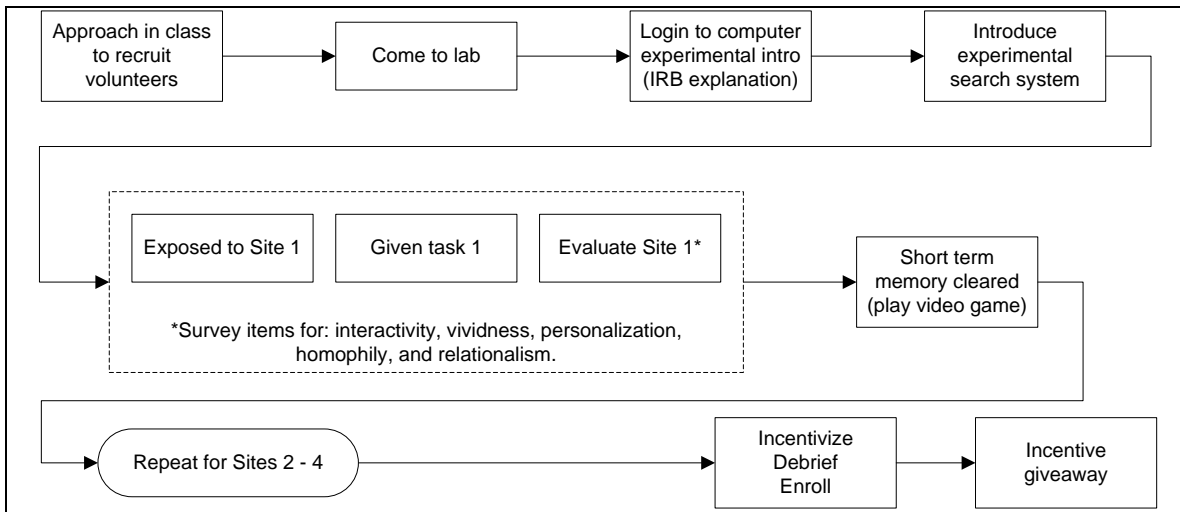 Approach in class
to recruit
volunteers
Come to lab
Login to computer
experimental intro
(IRB explanation)
Introduce
experimental
search system
Exposed to Site 1
Given task 1
Evaluate Site 1*
*Survey items for: interactivity, vividness, personalization,
homophily, and relationalism.
Short term
memory cleared
(play video game)
Repeat for Sites 2 - 4
Incentivize
Debrief
Enroll
Incentive
giveaway